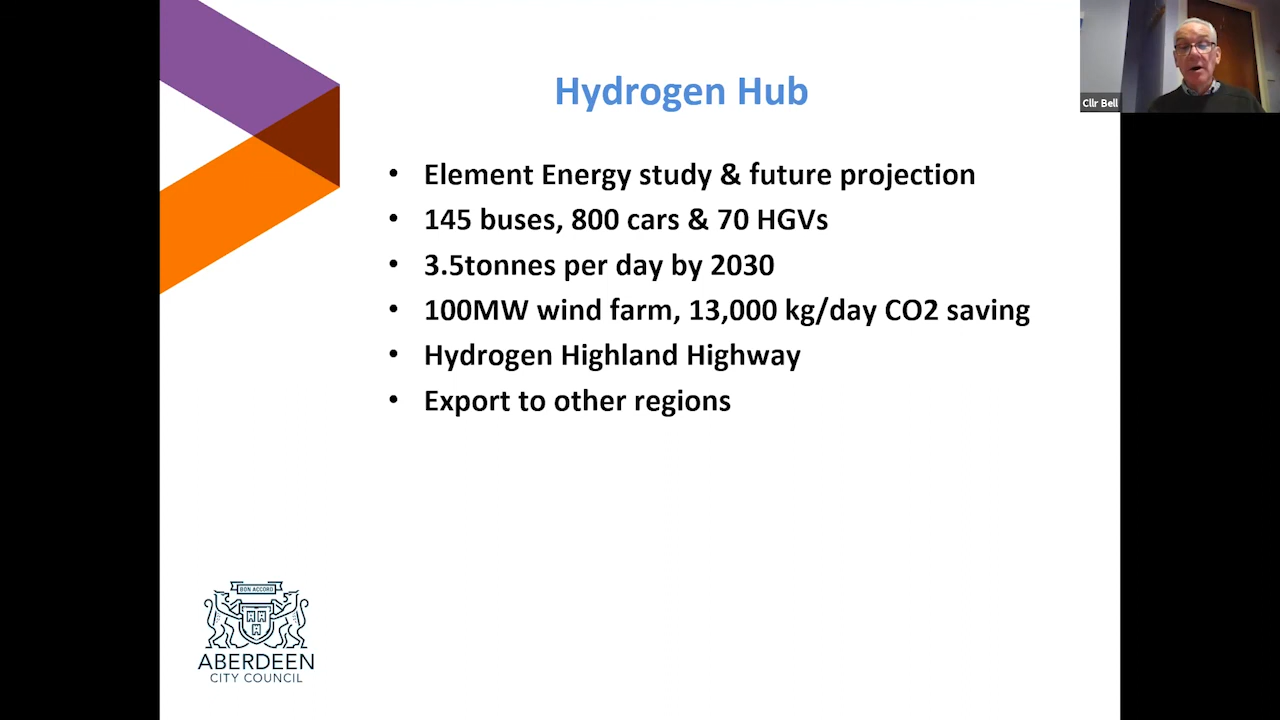 Hydrogen Hub
Cllr Bell
• Element Energy study & future projection
• 145 buses, 800 cars & 70 HGVs
• 3.5tonnes per day by 2030
• 100MW wind farm, 13,000 kg/day CO2 saving
• Hydrogen Highland Highway
• Export to other regions
BON ACCORD
ABERDEEN
CITY COUNCIL